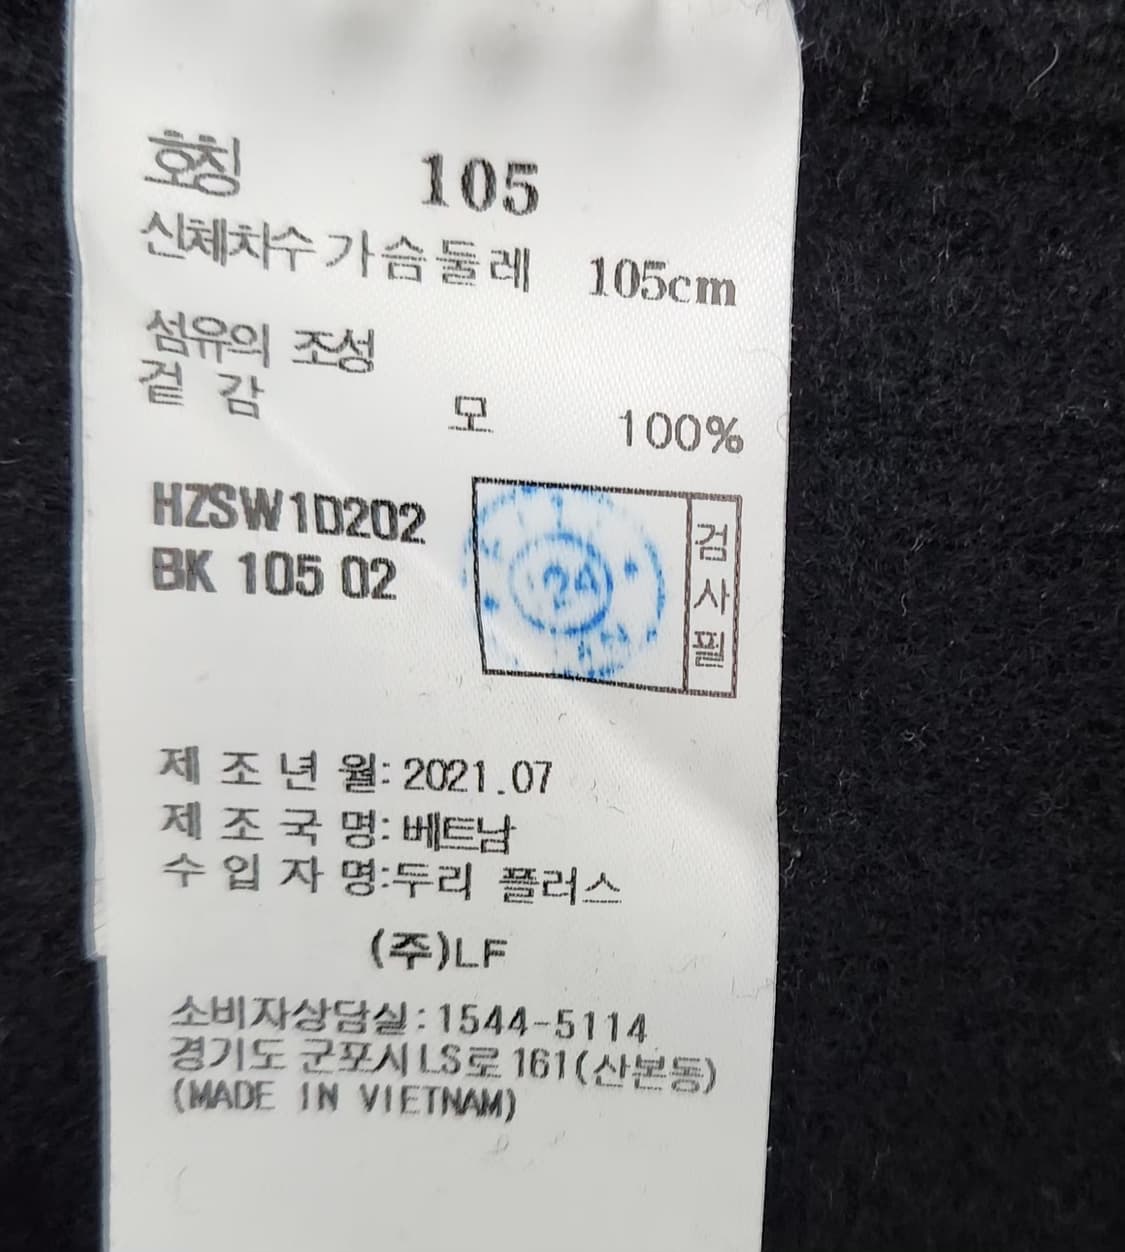 호칭 105
신체치수 가슴둘레 105cm
섬유의 조성
겉 감
모 100%
HZSW1D202
BK 105 02
검사필
제 조 년 월: 2021.07
제 조 국 명: 베트남
수 입 자 명:두리 플러스
(주)LF
소비자상담실:1544-5114
경기도 군포시 LS로 161(산본동)
(MADE IN VIETNAM)